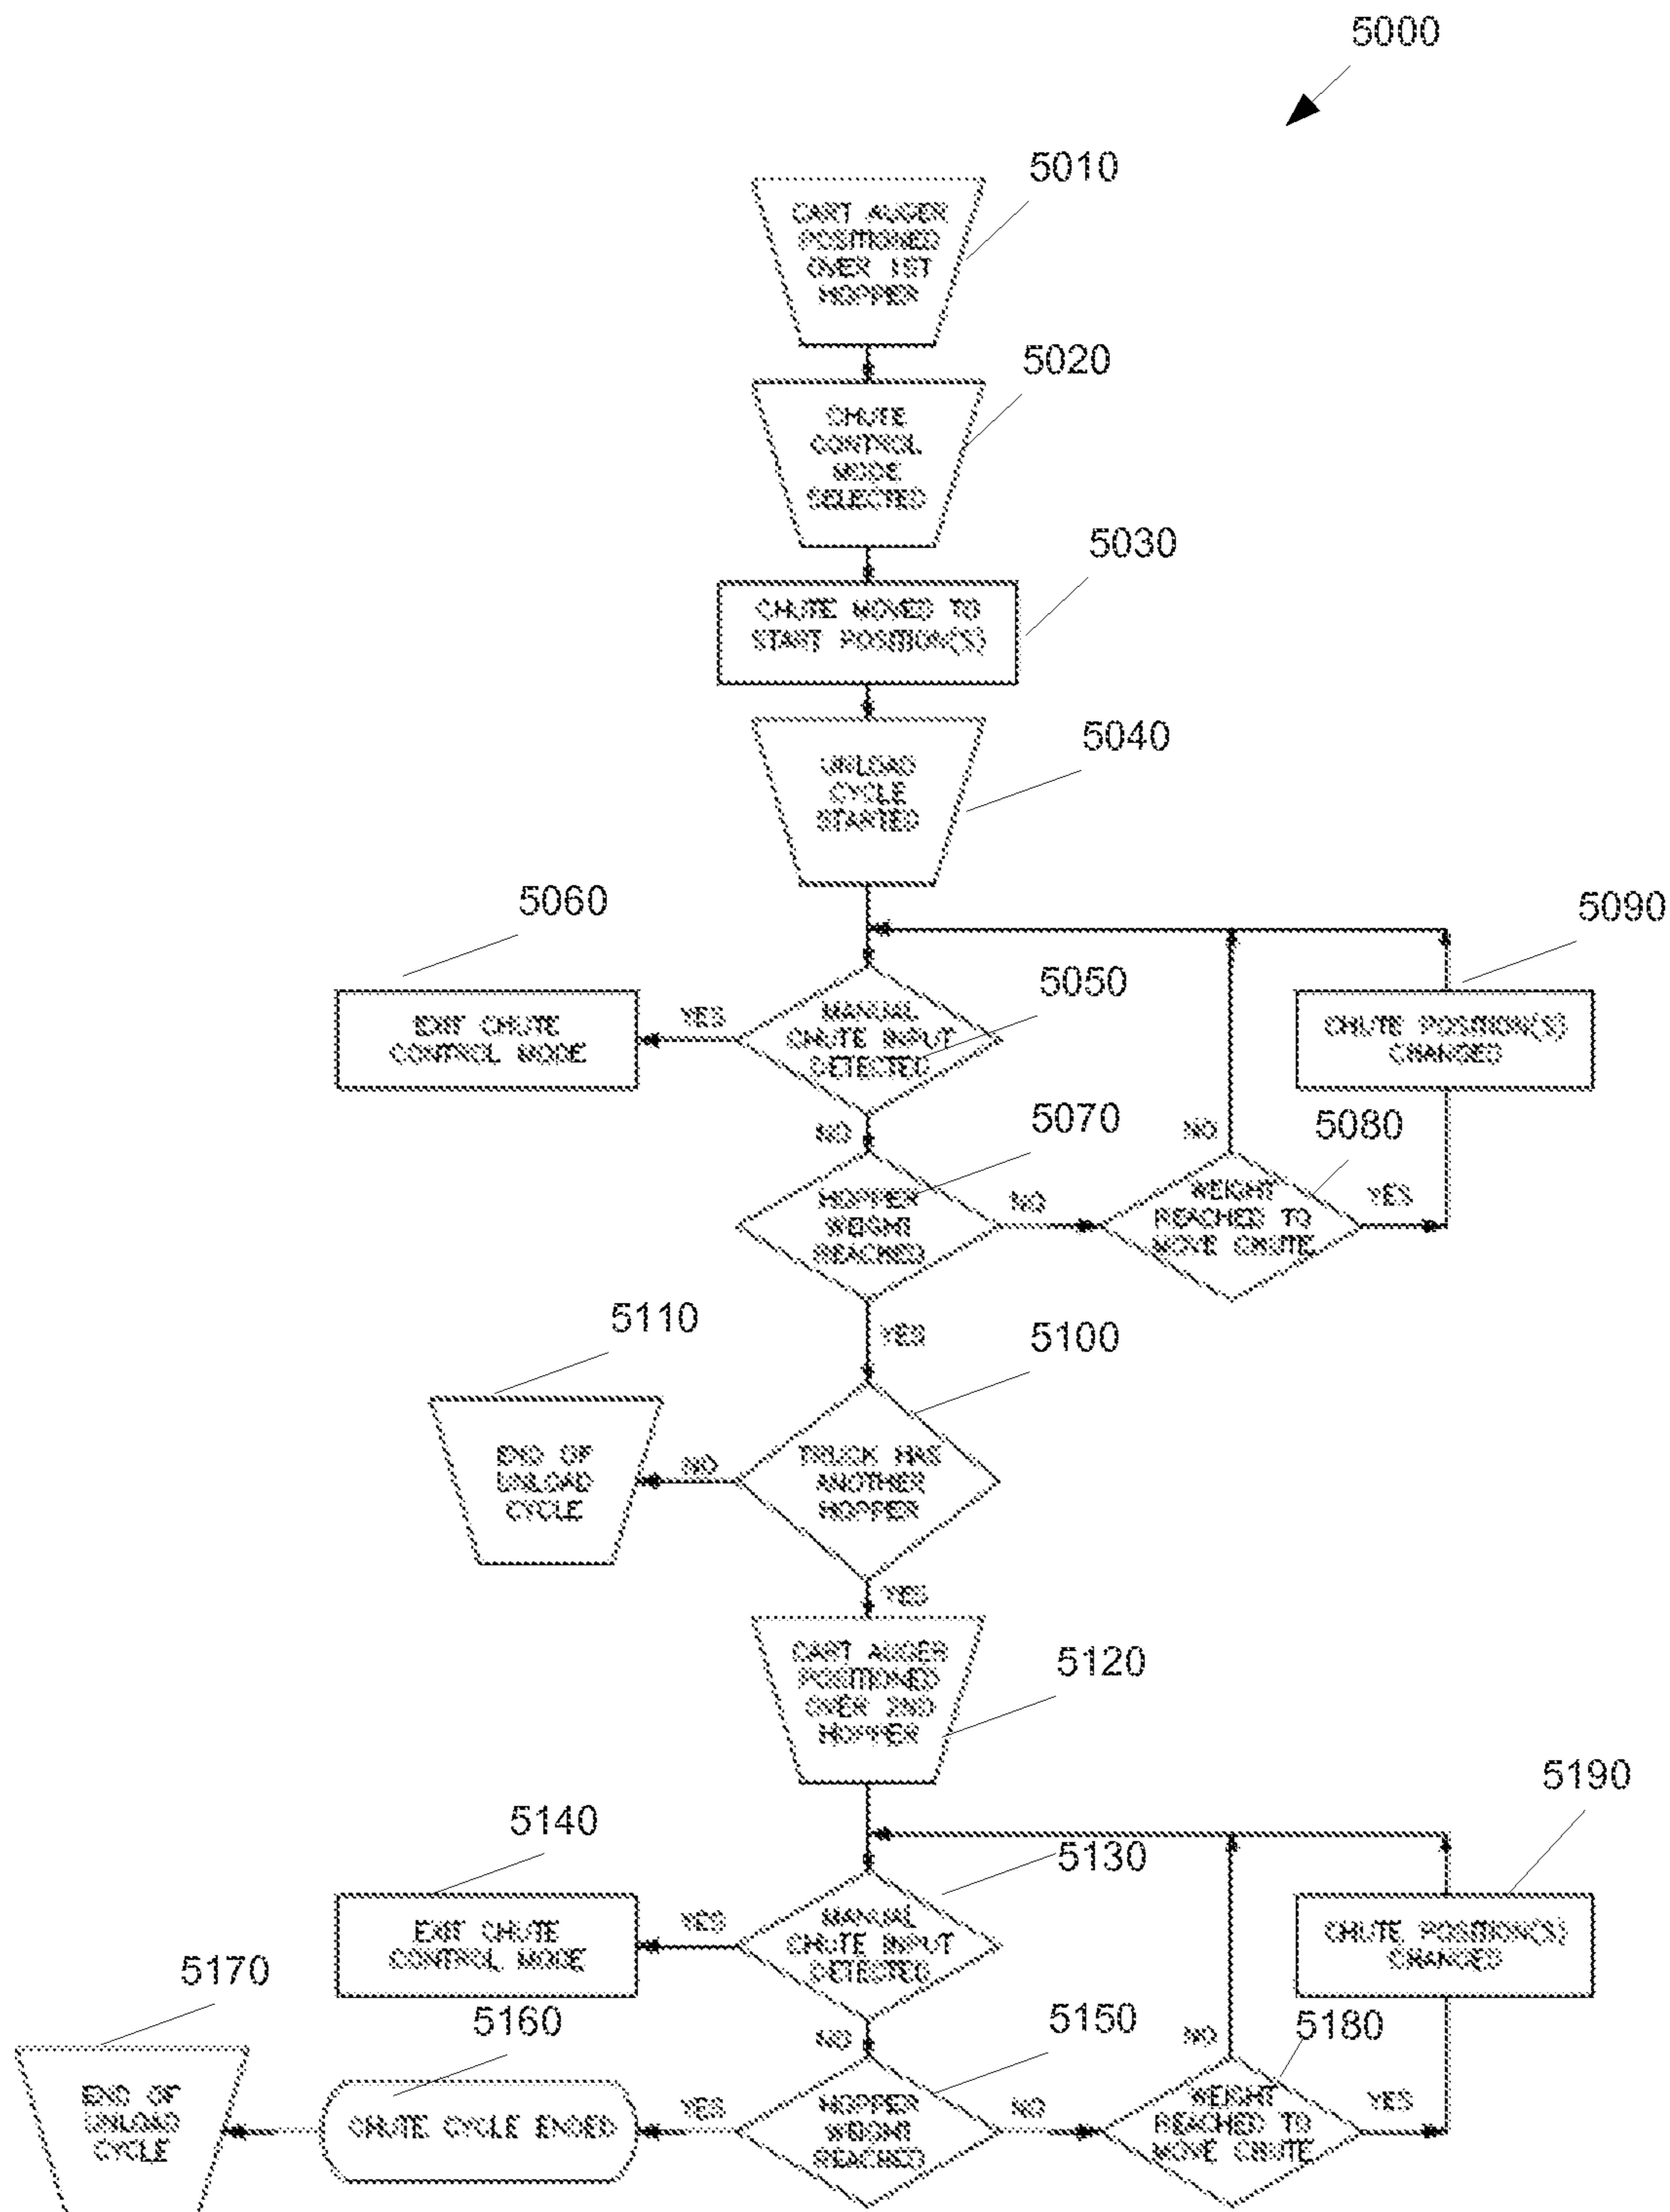 5000
5010
CART AUGER
POSITIONED
OVER 1ST
HOPPER
5020
CHUTE
CONTROL
MODE
SELECTED
5030
CHUTE MOVED TO
START POSITION(S)
5040
UNLOAD
CYCLE
STARTED
5060
5090
5050
EXIT CHUTE
CONTROL MODE
YES
MANUAL
CHUTE INPUT
DETECTED
CHUTE POSITION(S)
CHANGED
NO
5070
NO
5080
HOPPER
WEIGHT
REACHED
NO
WEIGHT
REACHED TO
MOVE CHUTE
YES
5110
YES
5100
END OF
UNLOAD
CYCLE
NO
TRUCK HAS
ANOTHER
HOPPER
YES
CART AUGER
POSITIONED
OVER 2ND
HOPPER
5120
5190
5140
5130
EXIT CHUTE
CONTROL MODE
YES
MANUAL
CHUTE INPUT
DETECTED
CHUTE POSITION(S)
CHANGED
5170
5160
NO
5150
NO
5180
END OF
UNLOAD
CYCLE
CHUTE CYCLE ENDED
YES
HOPPER
WEIGHT
REACHED
NO
WEIGHT
REACHED TO
MOVE CHUTE
YES